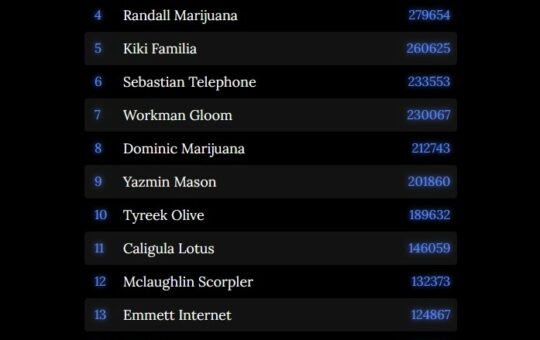 4 Randall Marijuana 279654
5 Kiki Familia 260625
6 Sebastian Telephone 233553
7 Workman Gloom 230067
8 Dominic Marijuana 212743
9 Yazmin Mason 201860
10 Tyreek Olive 189632
11 Caligula Lotus 146059
12 Mclaughlin Scorpler 132373
13 Emmett Internet 124867